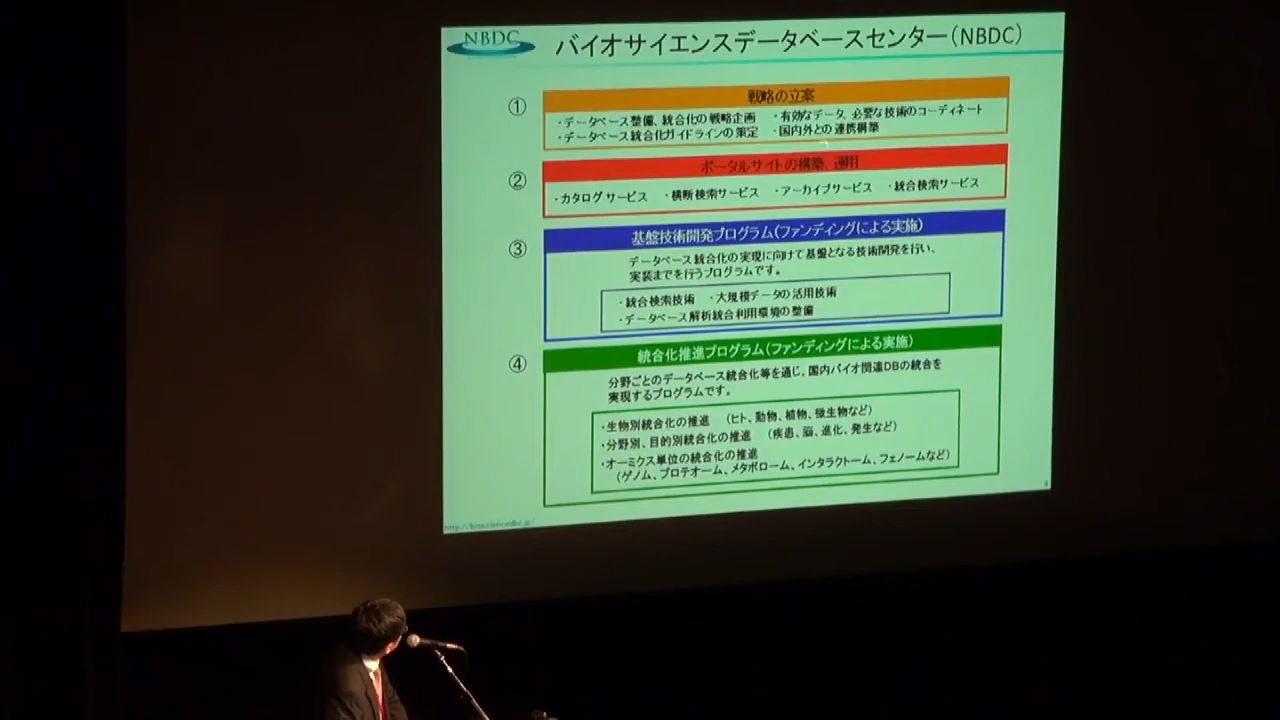 NBDC
バイオサイエンスデータベースセンター(NBDC)
①
戦略の立案
・データベース整備、統合化の戦略企画 ・有効なデータ、必要な技術のコーディネート
・データベース統合化ガイドラインの策定 ・国内外との連携構築
②
ポータルサイトの構築、運用
・カタログサービス ・横断検索サービス ・アーカイブサービス ・統合検索サービス
③
基盤技術開発プログラム(ファンディングによる実施)
データベース統合化の実現に向けて基盤となる技術開発を行い、
実装までを行うプログラムです。
・統合検索技術 ・大規模データの活用技術
・データベース解析統合利用環境の整備
④
統合化推進プログラム(ファンディングによる実施)
分野ごとのデータベース統合化等を通じ、国内バイオ関連DBの統合を
実現するプログラムです。
・生物別統合化の推進 (ヒト、動物、植物、微生物など)
・分野別、目的別統合化の推進 (疾患、脳、進化、発生など)
・オーミクス単位の統合化の推進
(ゲノム、プロテオーム、メタボローム、インタラクトーム、フェノームなど)